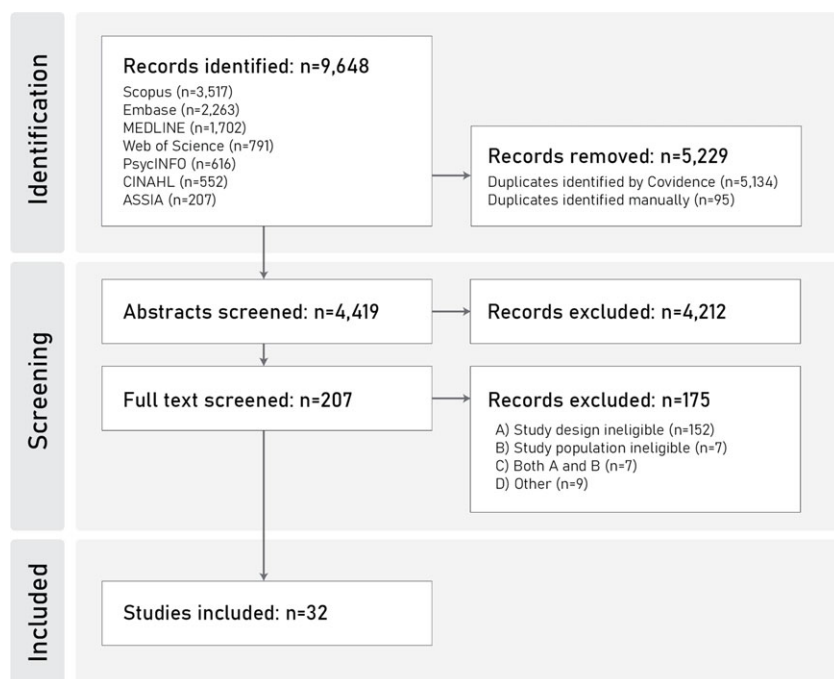 Identification
Records identified: n=9,648
Scopus (n=3,517)
Embase (n=2,263)
MEDLINE (n=1,702)
Web of Science (n=791)
PsycINFO (n=616)
CINAHL (n=552)
ASSIA (n=207)
Records removed: n=5,229
Duplicates identified by Covidence (n=5,134)
Duplicates identified manually (n=95)
Screening
Abstracts screened: n=4,419
Records excluded: n=4,212
Full text screened: n=207
Records excluded: n=175
A) Study design ineligible (n=152)
B) Study population ineligible (n=7)
C) Both A and B (n=7)
D) Other (n=9)
Included
Studies included: n=32